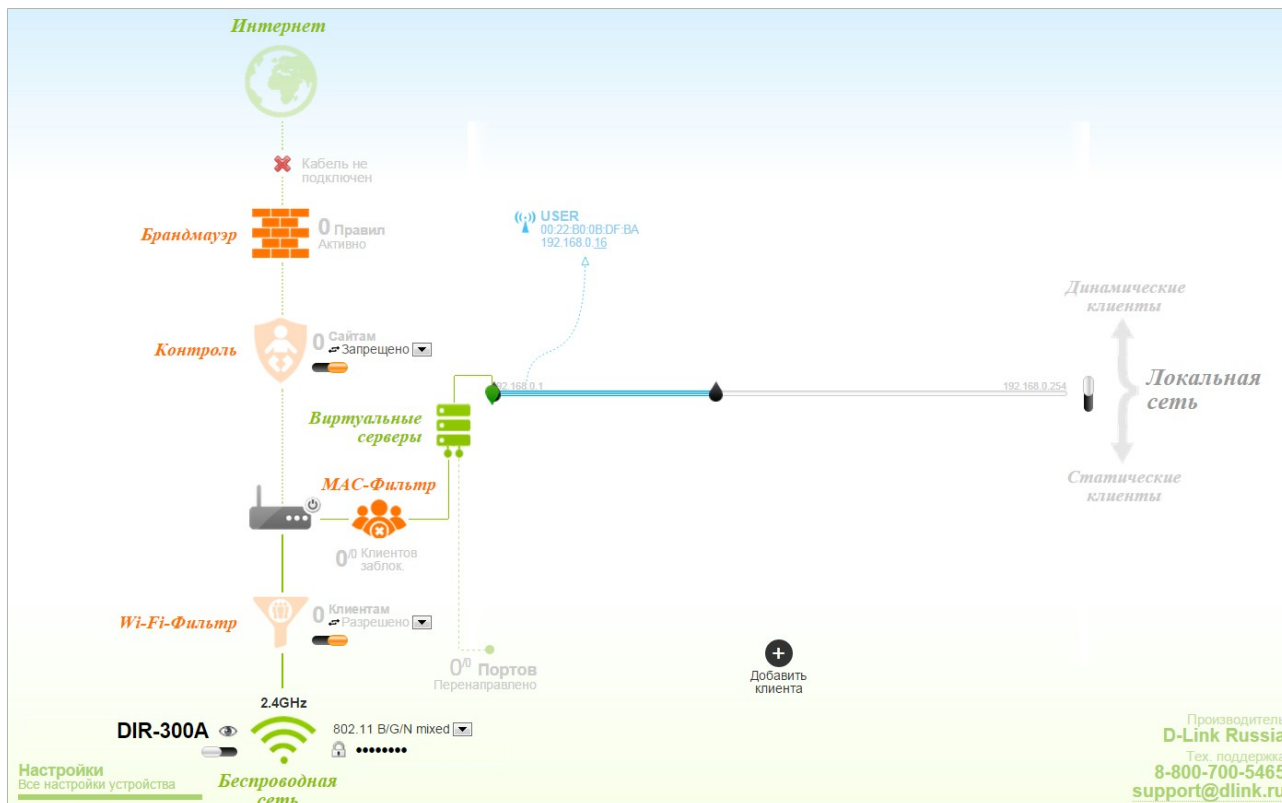 Интернет
Кабель не
подключен
Брандмауэр
0 Правил
Активно
USER
00:22:B0:0B:DF:BA
192.168.0.16
Контроль
0 Сайтам
Запрещено
Динамические
клиенты
92.168.0.1
192.168.0.254
Локальная
сеть
Виртуальные
серверы
Статические
клиенты
MAC-Фильтр
0/0 Клиентов
заблок.
Wi-Fi-Фильтр
0 Клиентам
Разрешено
0/0 Портов
Перенаправлено
Добавить
клиента
2.4GHz
DIR-300A
802.11 B/G/N mixed
••••••••
Беспроводная
сеть
Настройки
Все настройки устройства
Производитель
D-Link Russia
Тех. поддержка
8-800-700-5465
support@dlink.ru